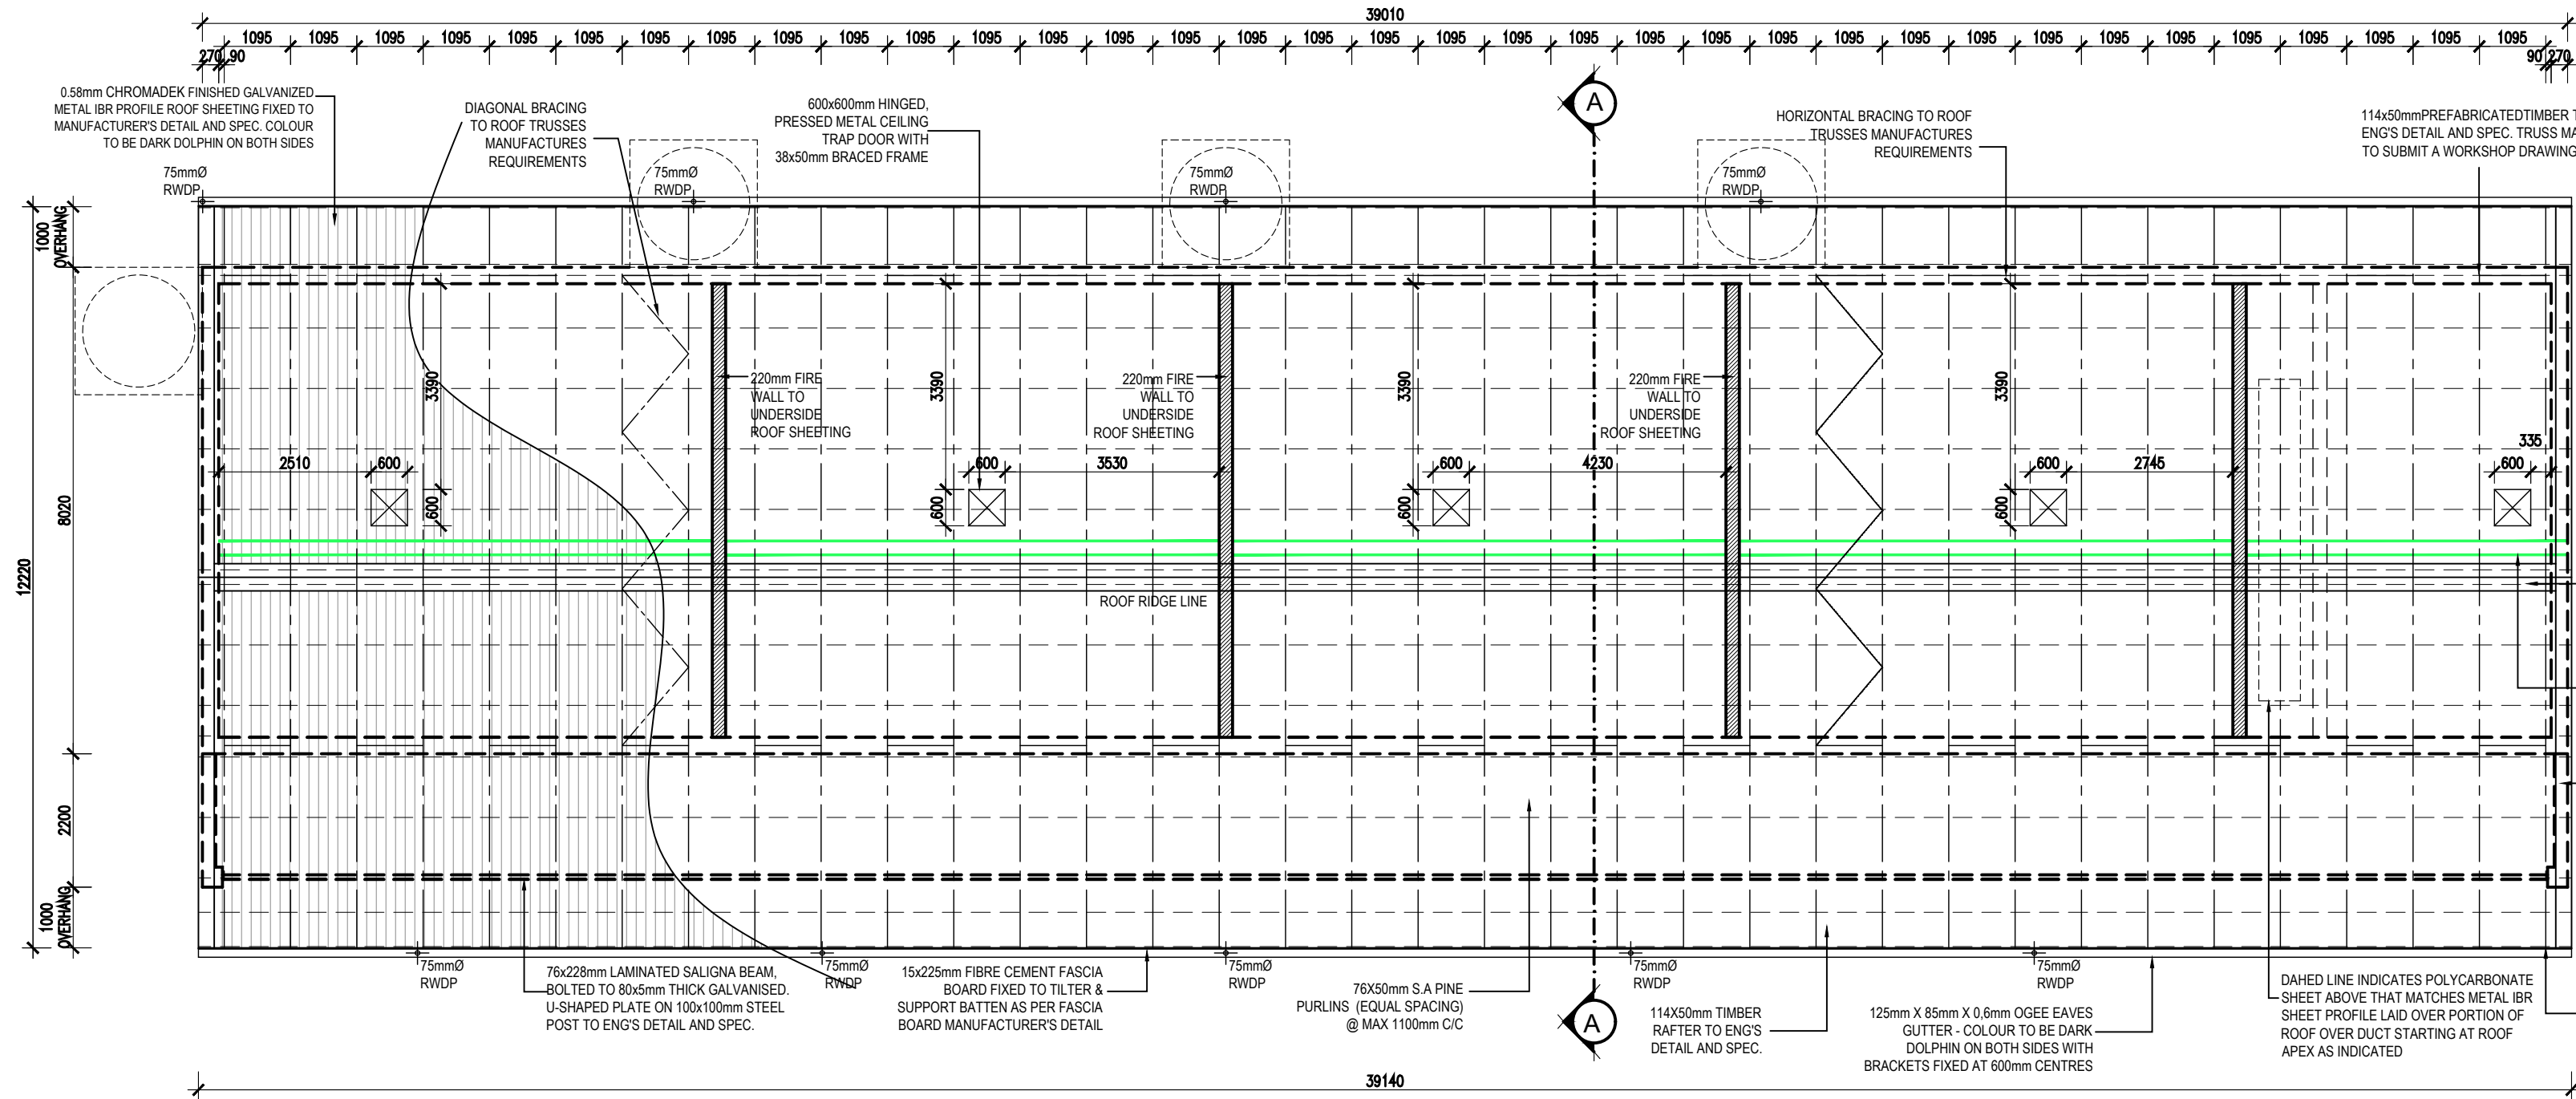 39010
1095 1095 1095 1095 1095 1095 1095 1095 1095 1095 1095 1095 1095 1095 1095 1095 1095 1095 1095 1095 1095 1095 1095 1095 1095 1095 1095 1095 1095 1095 1095 1095 1095 1095 1095
270 90
90 270
0.58mm CHROMADEK FINISHED GALVANIZED
METAL IBR PROFILE ROOF SHEETING FIXED TO
MANUFACTURER'S DETAIL AND SPEC. COLOUR
TO BE DARK DOLPHIN ON BOTH SIDES
DIAGONAL BRACING
TO ROOF TRUSSES
MANUFACTURES
REQUIREMENTS
600x600mm HINGED,
PRESSED METAL CEILING
TRAP DOOR WITH
38x50mm BRACED FRAME
A
HORIZONTAL BRACING TO ROOF
TRUSSES MANUFACTURES
REQUIREMENTS
114x50mmPREFABRICATEDTIMBER
ENG'S DETAIL AND SPEC. TRUSS
TO SUBMIT A WORKSHOP DRAWING
75mmØ
RWDP
75mmØ
RWDP
75mmØ
RWDP
75mmØ
RWDP
1000
OVERHANG
8020
12220
2200
1000
OVERHANG
3390
3390
3390
3390
220mm FIRE
WALL TO
UNDERSIDE
ROOF SHEETING
220mm FIRE
WALL TO
UNDERSIDE
ROOF SHEETING
220mm FIRE
WALL TO
UNDERSIDE
ROOF SHEETING
335
2510 600
600 3530
600 4230
600 2745
600
600
600
600
600
ROOF RIDGE LINE
75mmØ
RWDP
75mmØ
RWDP
75mmØ
RWDP
75mmØ
RWDP
75mmØ
RWDP
76x228mm LAMINATED SALIGNA BEAM,
BOLTED TO 80x5mm THICK GALVANISED.
U-SHAPED PLATE ON 100x100mm STEEL
POST TO ENG'S DETAIL AND SPEC.
15x225mm FIBRE CEMENT FASCIA
BOARD FIXED TO TILTER &
SUPPORT BATTEN AS PER FASCIA
BOARD MANUFACTURER'S DETAIL
76X50mm S.A PINE
PURLINS (EQUAL SPACING)
@ MAX 1100mm C/C
A
114X50mm TIMBER
RAFTER TO ENG'S
DETAIL AND SPEC.
125mm X 85mm X 0,6mm OGEE EAVES
GUTTER - COLOUR TO BE DARK
DOLPHIN ON BOTH SIDES WITH
BRACKETS FIXED AT 600mm CENTRES
DAHED LINE INDICATES POLYCARBONATE
SHEET ABOVE THAT MATCHES METAL IBR
SHEET PROFILE LAID OVER PORTION OF
ROOF OVER DUCT STARTING AT ROOF
APEX AS INDICATED
39140